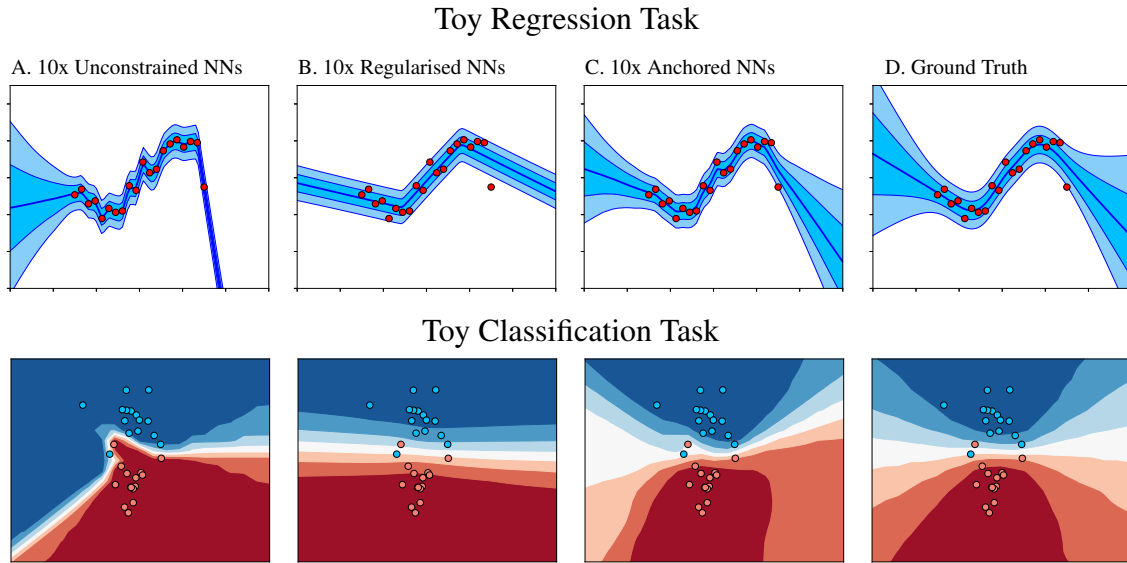 Toy Regression Task
A. 10x Unconstrained NNs
B. 10x Regularised NNs
C. 10x Anchored NNs
D. Ground Truth
Toy Classification Task